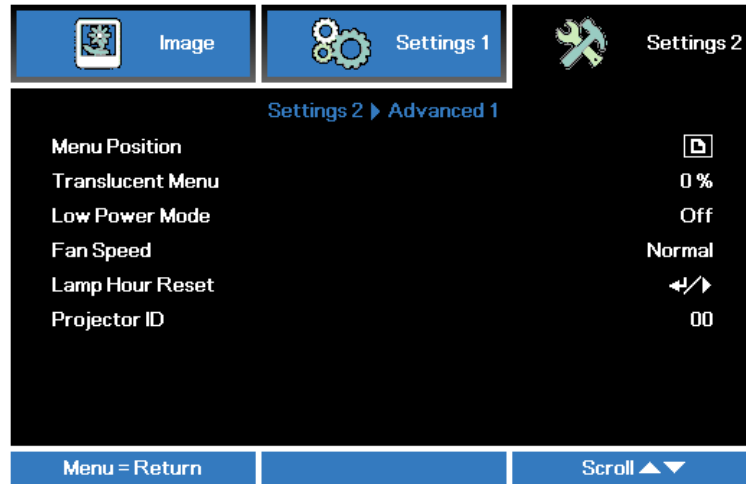 Image Settings 1 Settings 2
Settings 2 ▶ Advanced 1
Menu Position
Translucent Menu 0 %
Low Power Mode Off
Fan Speed Normal
Lamp Hour Reset ↵/▶
Projector ID 00
Menu = Return Scroll ▲▼